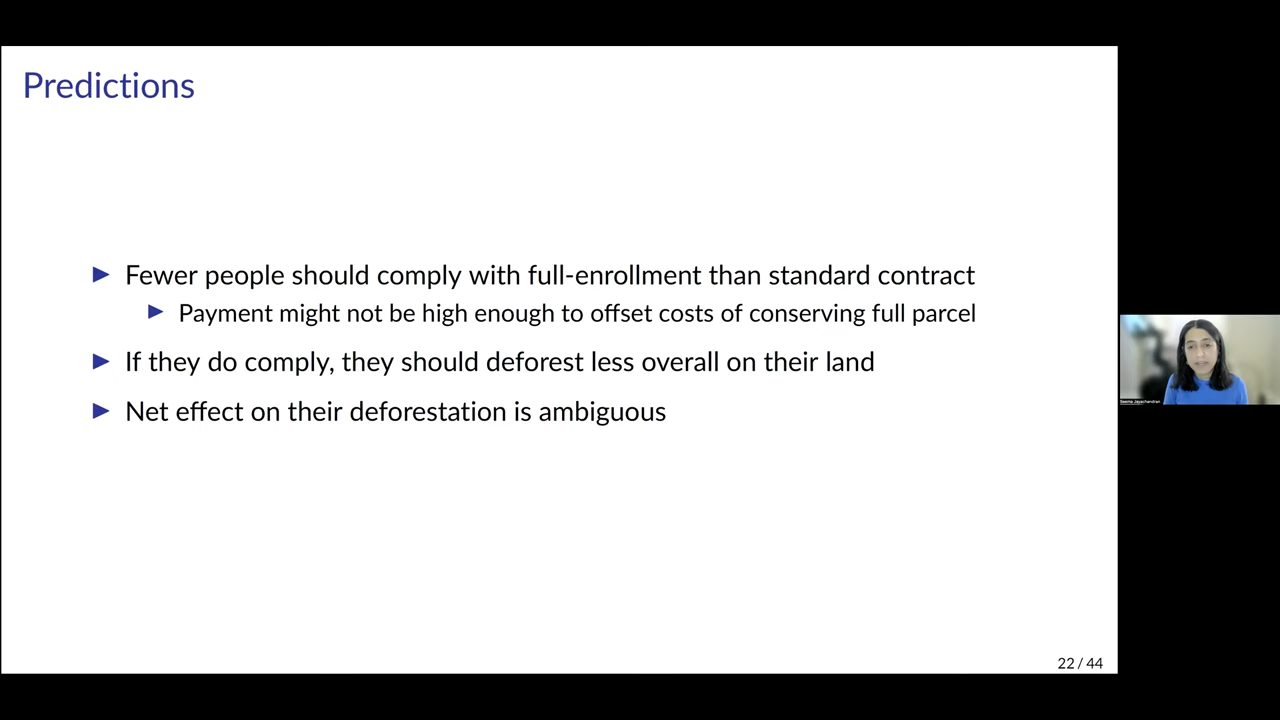 Predictions
▶ Fewer people should comply with full-enrollment than standard contract
▶ Payment might not be high enough to offset costs of conserving full parcel
▶ If they do comply, they should deforest less overall on their land
▶ Net effect on their deforestation is ambiguous
Seema Jayachandran
22 / 44